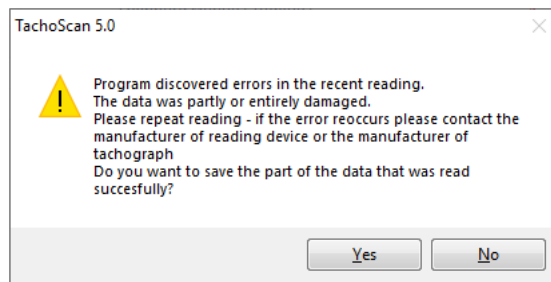 TachoScan 5.0
Program discovered errors in the recent reading.
The data was partly or entirely damaged.
Please repeat reading - if the error reoccurs please contact the
manufacturer of reading device or the manufacturer of
tachograph
Do you want to save the part of the data that was read
succesfully?
Yes
No